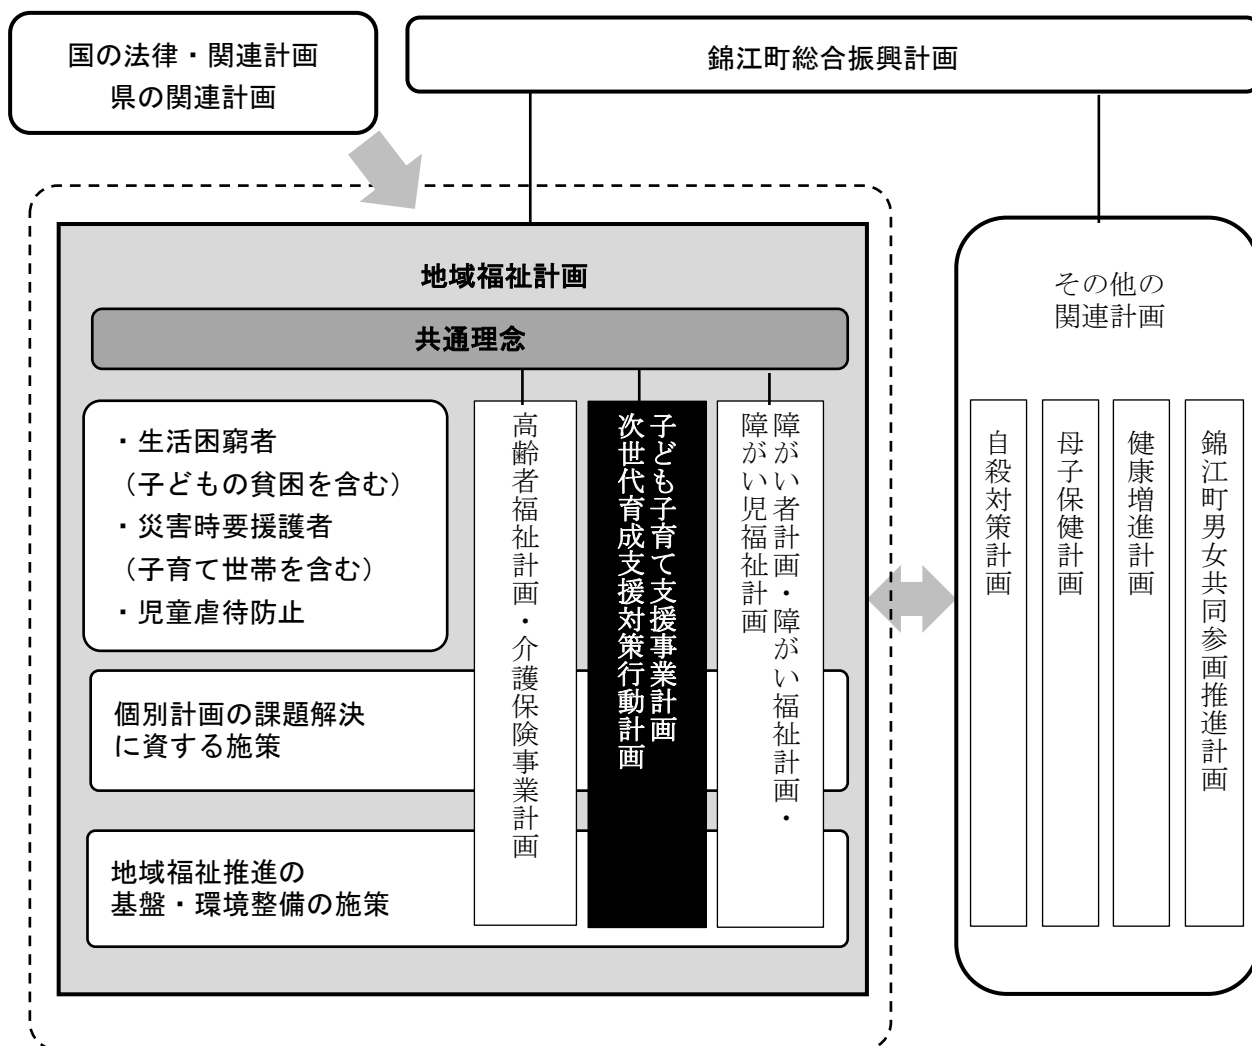 国の法律・関連計画
県の関連計画
錦江町総合振興計画
地域福祉計画
共通理念
・生活困窮者
（子どもの貧困を含む）
・災害時要援護者
（子育て世帯を含む）
・児童虐待防止
個別計画の課題解決
に資する施策
地域福祉推進の
基盤・環境整備の施策
高齢者福祉計画・介護保険事業計画
子ども子育て支援事業計画
次世代育成支援対策行動計画
障がい者計画・障がい福祉計画・
障がい児福祉計画
その他の
関連計画
自殺対策計画
母子保健計画
健康増進計画
錦江町男女共同参画推進計画